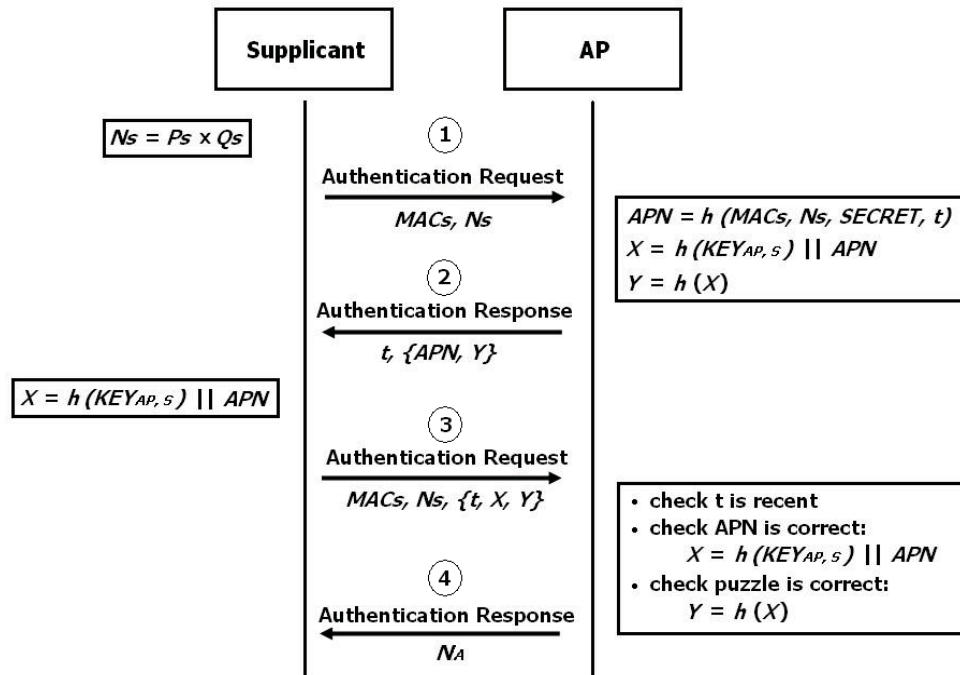 Supplicant
AP
Ns = Ps x Qs
1
Authentication Request
MACs, Ns
APN = h (MACs, Ns, SECRET, t)
X = h (KEYAP, S) || APN
Y = h (X)
2
Authentication Response
t, {APN, Y}
X = h (KEYAP, S) || APN
3
Authentication Request
MACs, Ns, {t, X, Y}
• check t is recent
• check APN is correct:
X = h (KEYAP, S) || APN
• check puzzle is correct:
Y = h (X)
4
Authentication Response
NA